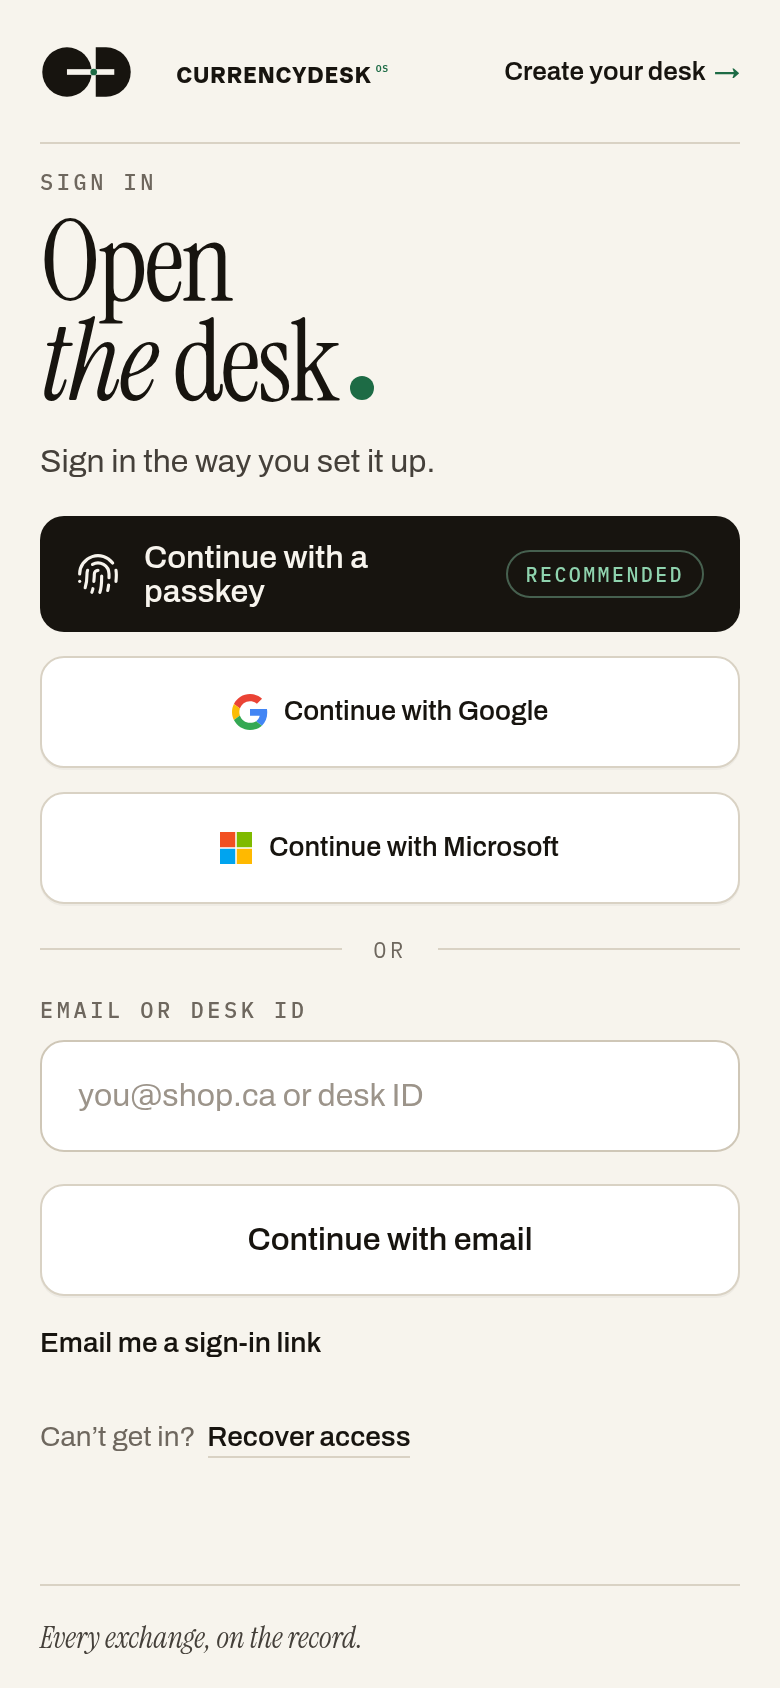 CURRENCYDESK OS
Create your desk →
SIGN IN
Open
the desk.
Sign in the way you set it up.
Continue with a
passkey
RECOMMENDED
Continue with Google
Continue with Microsoft
OR
EMAIL OR DESK ID
you@shop.ca or desk ID
Continue with email
Email me a sign-in link
Can’t get in? Recover access
Every exchange, on the record.